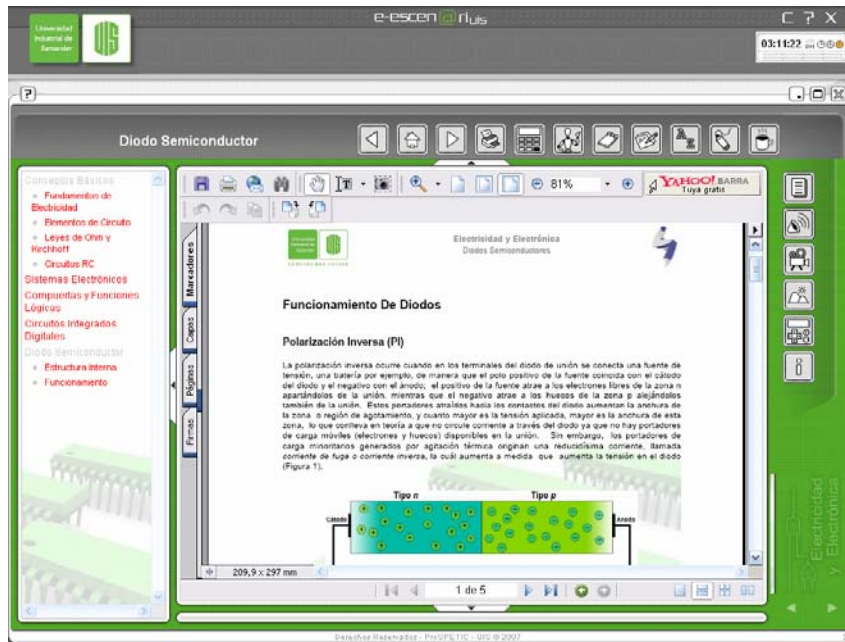 Universidad
Industrial de
Santander
UIS
e-escen@ri uis
C ? X
03:11:22
?
Diodo Semiconductor
Conceptos Básicos
Fundamentos de
Electricidad
Elementos de Circuito
Leyes de Ohm y
Kirchhoff
Circuitos RC
Sistemas Electrónicos
Compuertas y Funciones
Lógicas
Circuitos Integrados
Digitales
Diodo Semiconductor
Estructura Interna
Funcionamiento
81%
YAHOO! BARRA
Tuya gratis
Marcadores
Capas
Páginas
Firmas
Electricidad y Electrónica
Diodos Semiconductores
Funcionamiento De Diodos
Polarización Inversa (PI)
La polarización inversa ocurre cuando en los terminales del diodo de unión se conecta una fuente de
tensión, una batería por ejemplo, de manera que el polo positivo de la fuente coincida con el cátodo
del diodo y el negativo con el ánodo; el positivo de la fuente atrae a los electrones libres de la zona n
apartándolos de la unión, mientras que el negativo atrae a los huecos de la zona p alejándolos
también de la unión. Estos portadores atraídos hacia los contactos del diodo aumentan la anchura de
la zona o región de agotamiento, y cuanto mayor es la tensión aplicada, mayor es la anchura de esta
zona, lo que conlleva en teoría a que no circule corriente a través del diodo ya que no hay portadores
de carga móviles (electrones y huecos) disponibles en la unión. Sin embargo, los portadores de
carga minoritarios generados por agitación térmica originan una reducidísima corriente, llamada
corriente de fuga o corriente inversa, la cuál aumenta a medida que aumenta la tensión en el diodo
(Figura 1).
Tipo n Tipo p
Cátodo Ánodo
209,9 x 297 mm
1 de 5
Electricidad
y Electrónica
Derechos Reservados - ProSPETIC - UIS © 2007